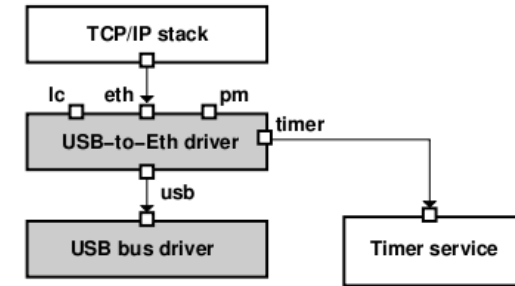 TCP/IP stack
lc eth pm
timer
USB-to-Eth driver
usb
USB bus driver
Timer service